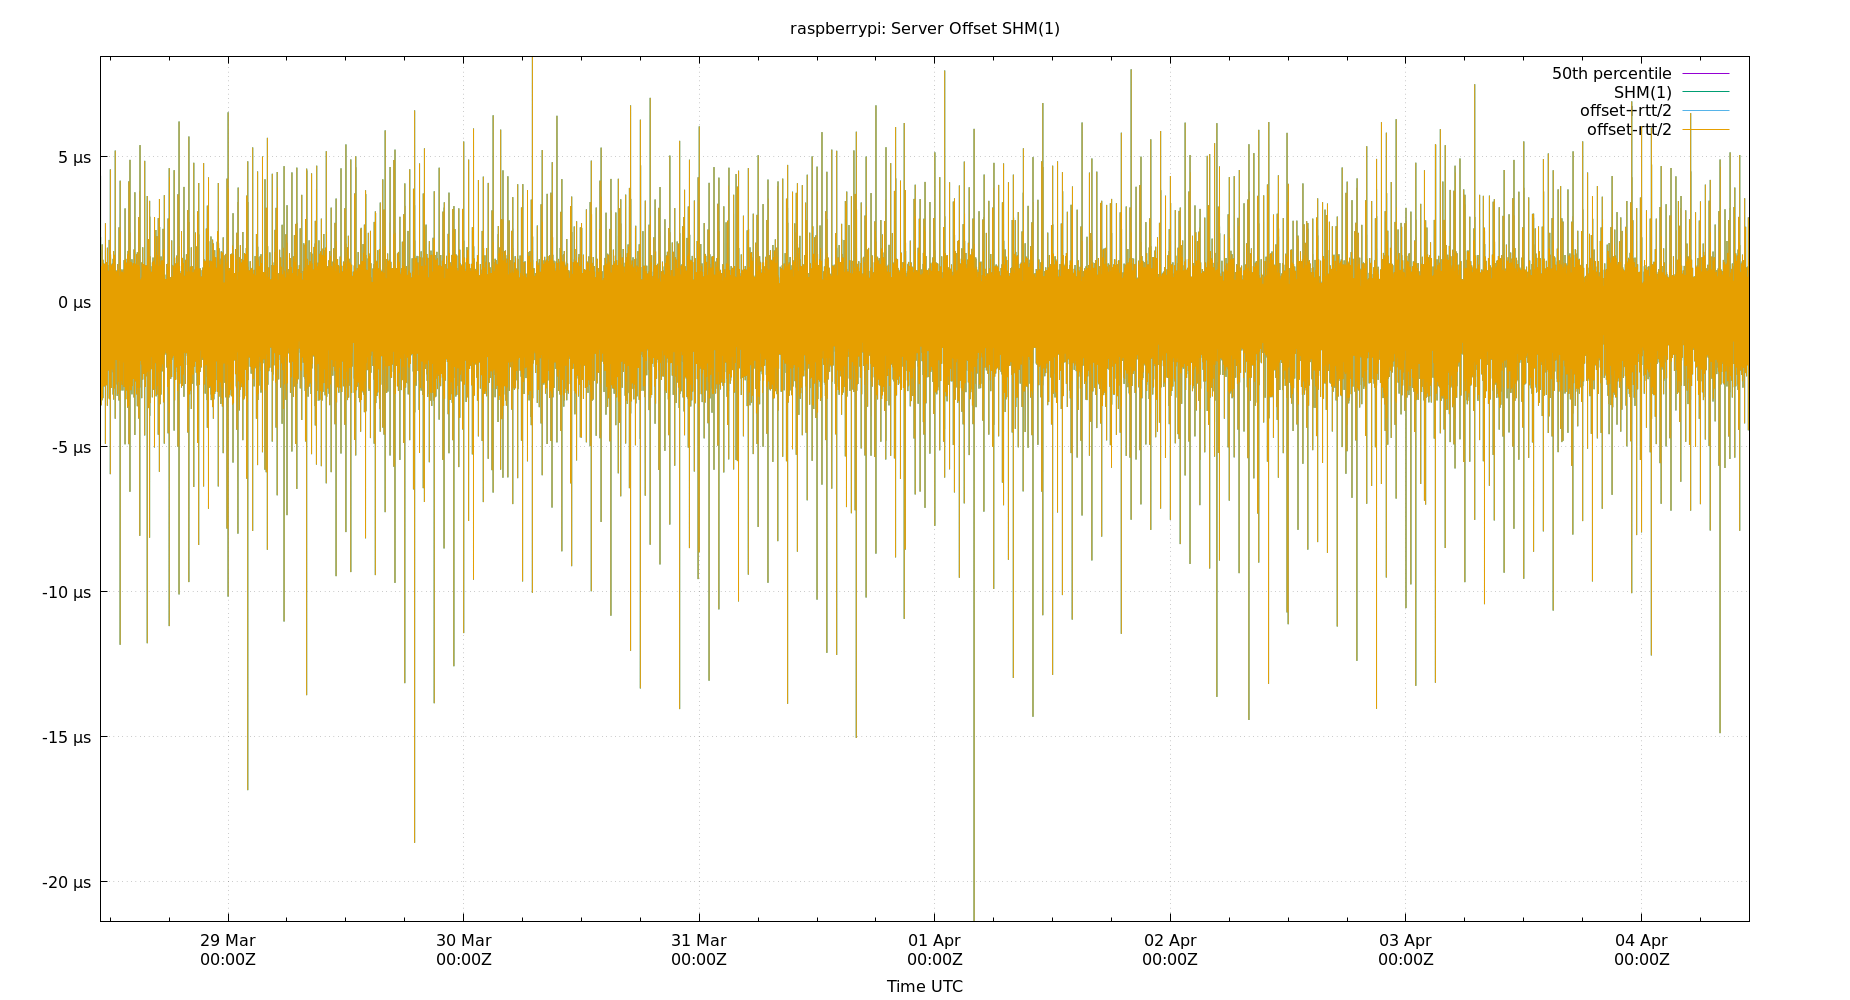 raspberrypi: Server Offset SHM(1)
50th percentile
SHM(1)
offset+rtt/2
offset-rtt/2
5 µs
0 µs
-5 µs
-10 µs
-15 µs
-20 µs
29 Mar 30 Mar 31 Mar 01 Apr 02 Apr 03 Apr 04 Apr
00:00Z 00:00Z 00:00Z 00:00Z 00:00Z 00:00Z 00:00Z
Time UTC